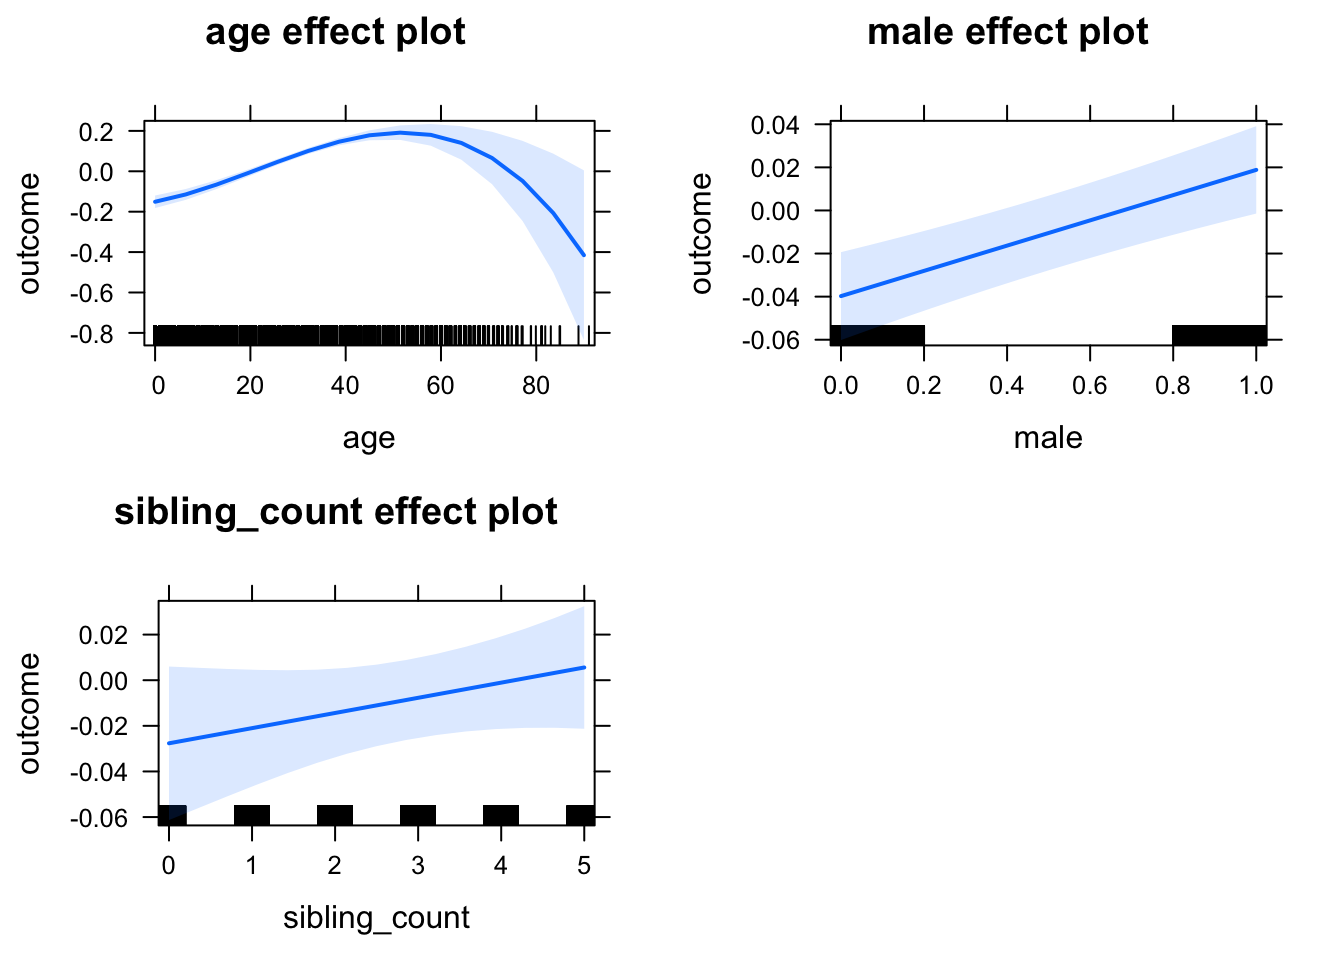 age effect plot
outcome
0.2
0.0
-0.2
-0.4
-0.6
-0.8
0 20 40 60 80
age
male effect plot
outcome
0.04
0.02
0.00
-0.02
-0.04
-0.06
0.0 0.2 0.4 0.6 0.8 1.0
male
sibling_count effect plot
outcome
0.02
0.00
-0.02
-0.04
-0.06
0 1 2 3 4 5
sibling_count